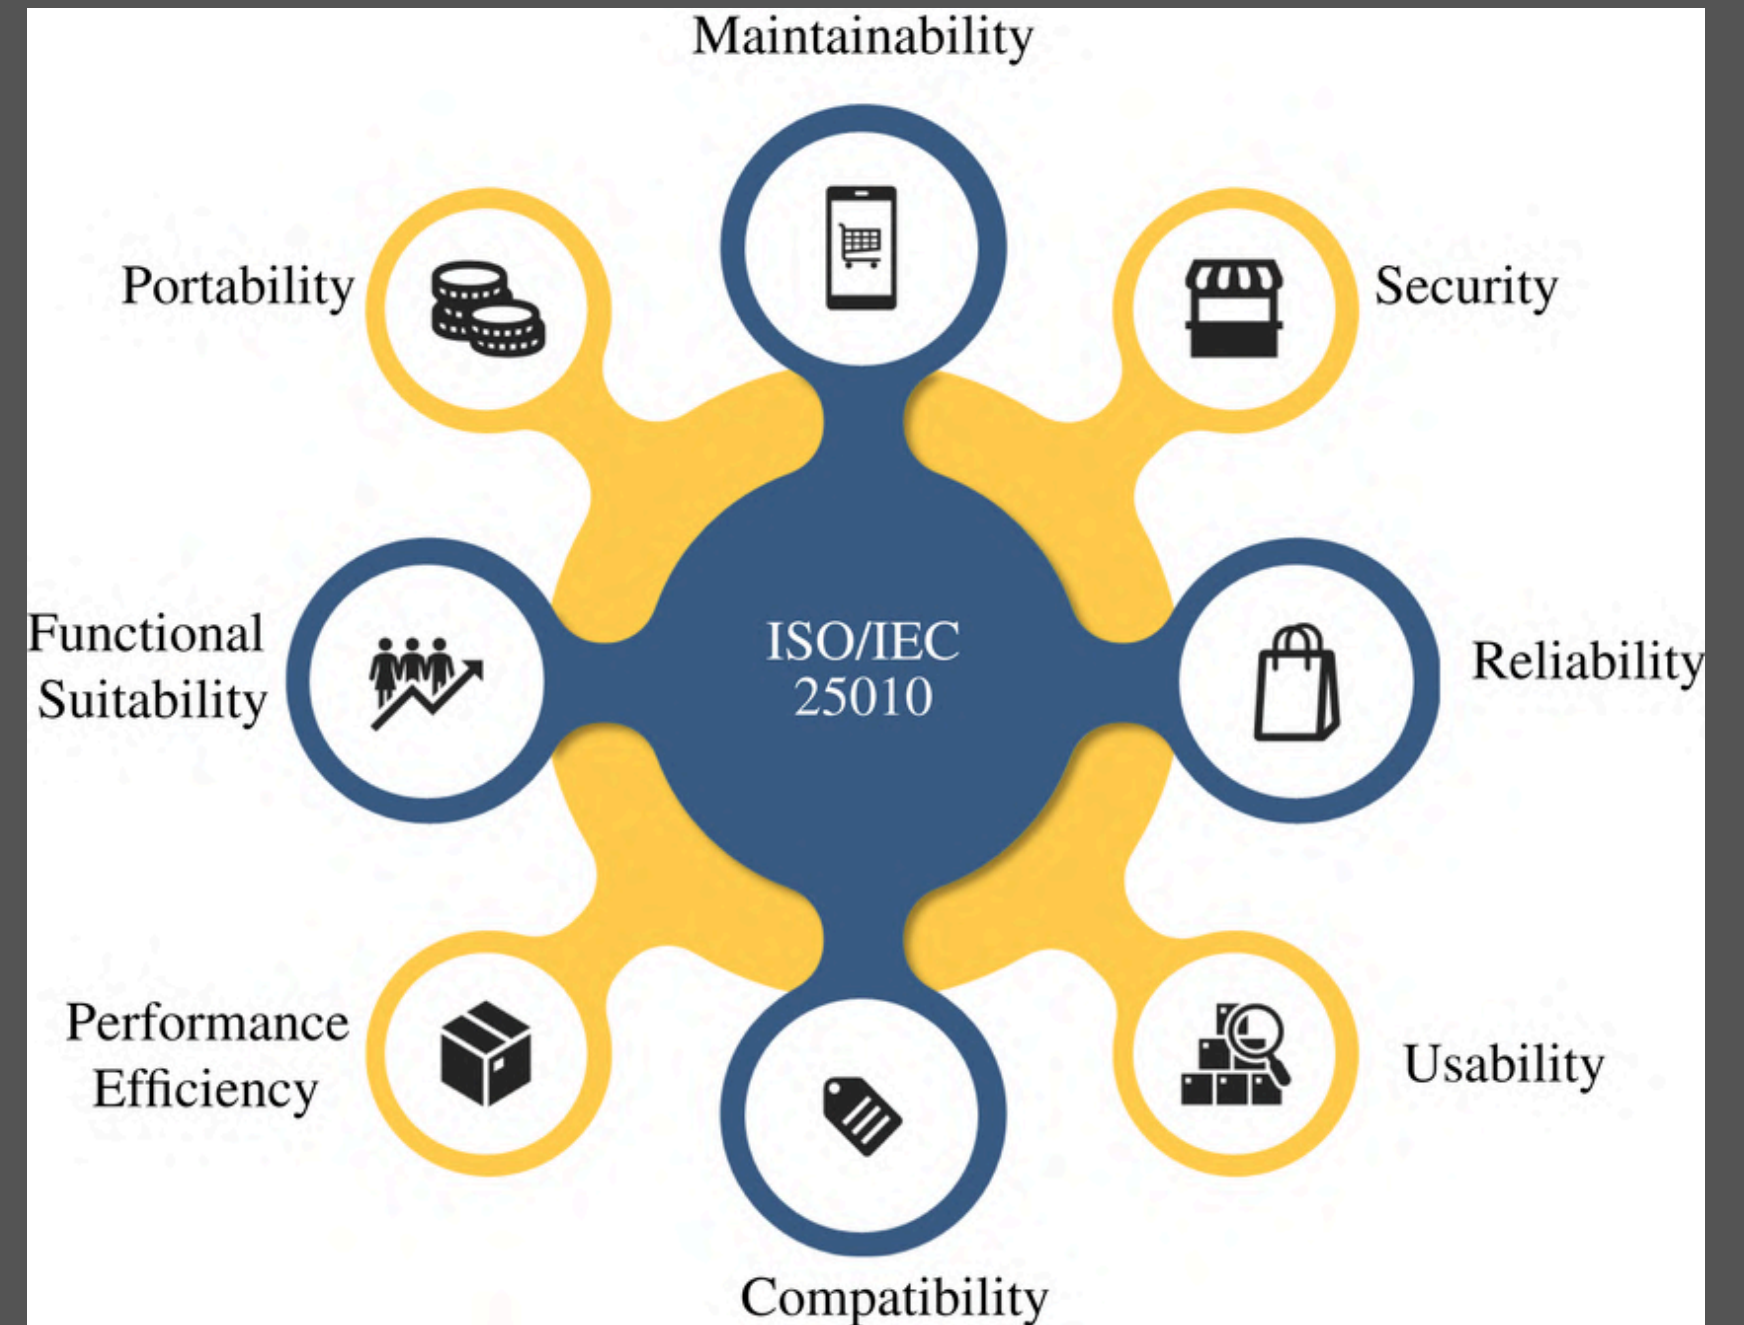 Maintainability
Portability
Security
Functional
Suitability
ISO/IEC
25010
Reliability
Performance
Efficiency
Usability
Compatibility